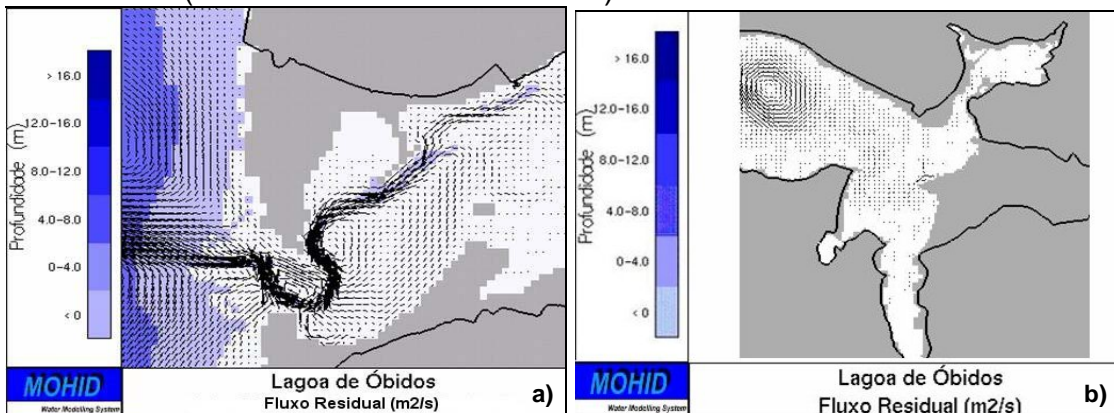 Profundidade (m)
> 16.0
12.0-16.0
8.0-12.0
4.0-8.0
0-4.0
< 0
MOHID
Water Modelling System
Lagoa de Óbidos
Fluxo Residual (m2/s)
a)
Profundidade (m)
> 16.0
12.0-16.0
8.0-12.0
4.0-8.0
0-4.0
< 0
MOHID
Water Modelling System
Lagoa de Óbidos
Fluxo Residual (m2/s)
b)